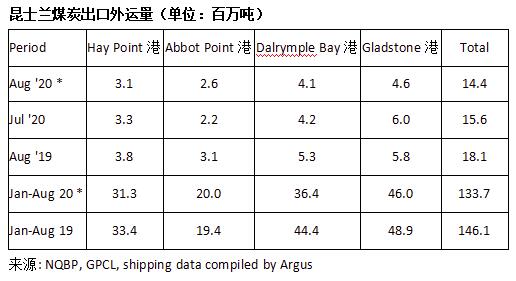 昆士兰煤炭出口外运量（单位：百万吨）
Period Hay Point 港 Abbot Point 港 Dalrymple Bay 港 Gladstone 港 Total
Aug '20 * 3.1 2.6 4.1 4.6 14.4
Jul '20 3.3 2.2 4.2 6.0 15.6
Aug '19 3.8 3.1 5.3 5.8 18.1
Jan-Aug 20 * 31.3 20.0 36.4 46.0 133.7
Jan-Aug 19 33.4 19.4 44.4 48.9 146.1
来源: NQBP, GPCL, shipping data compiled by Argus